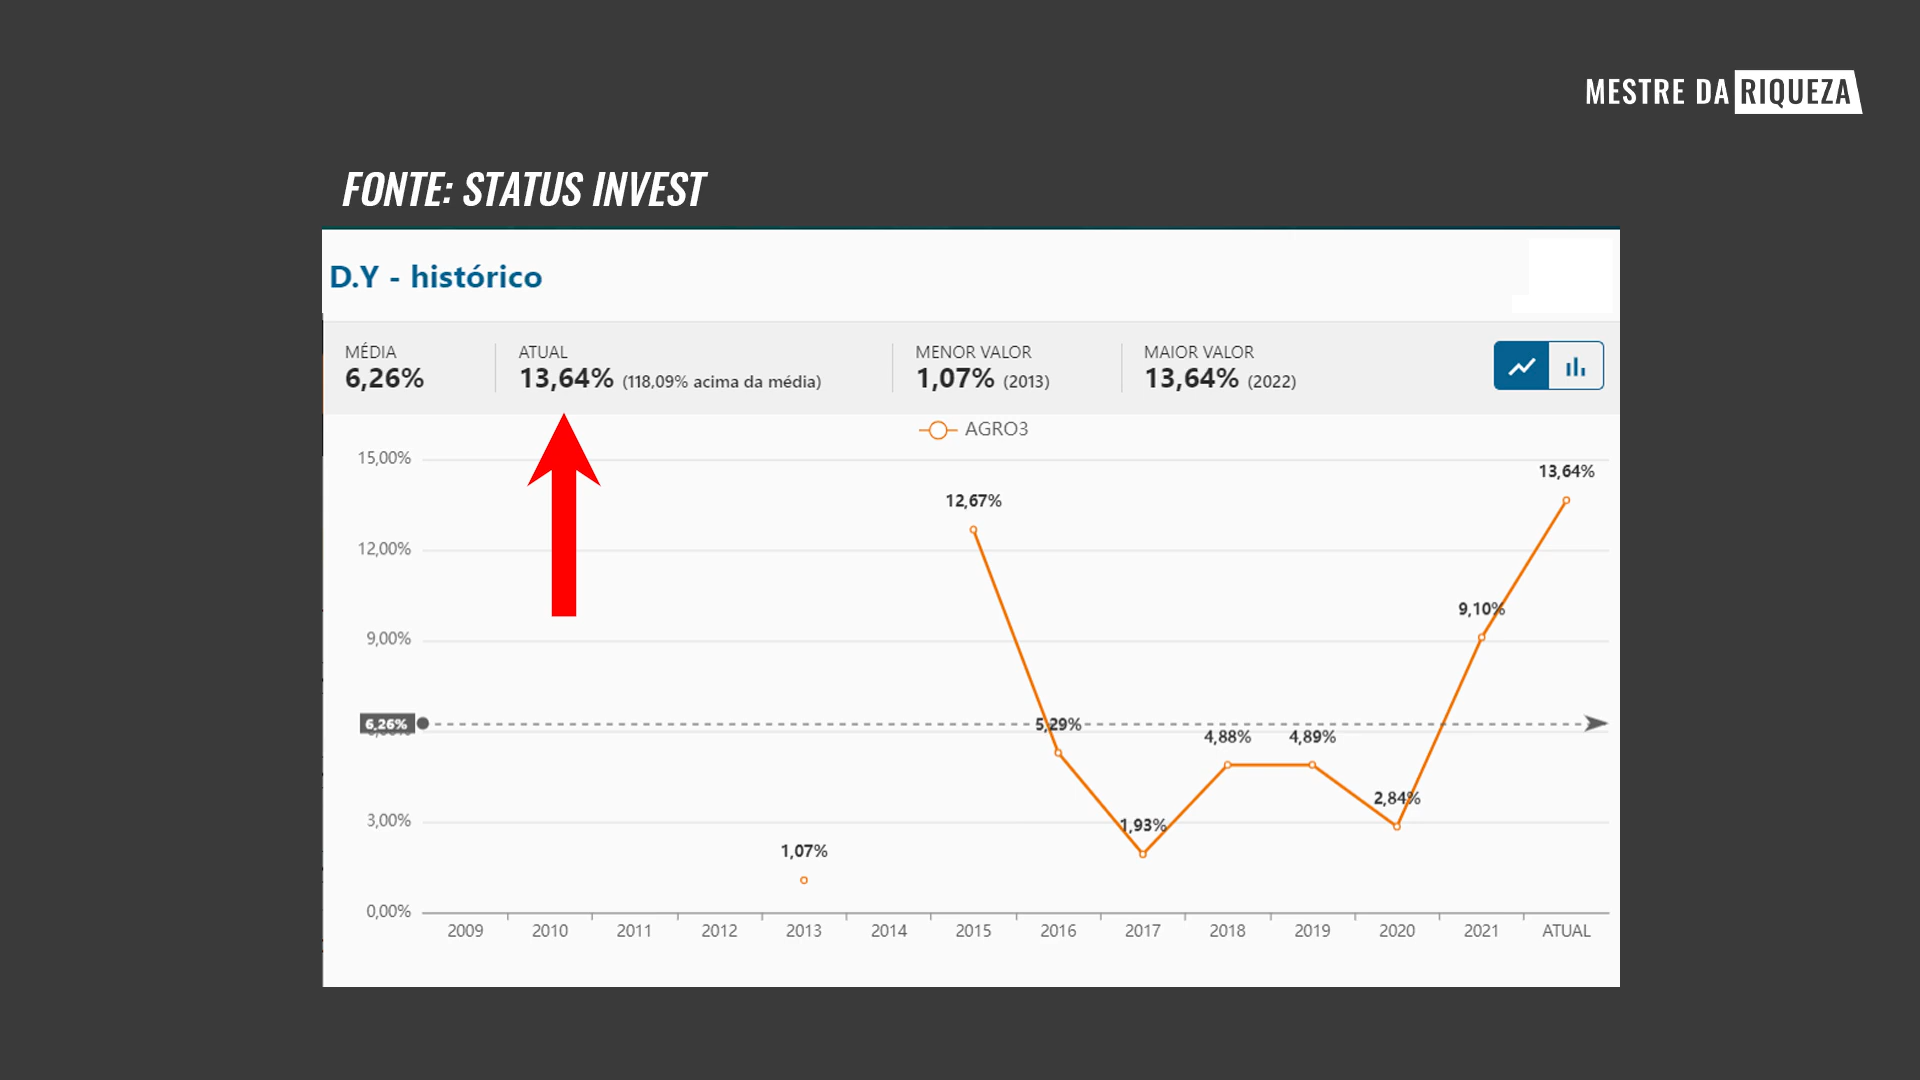 MESTRE DA RIQUEZA
FONTE: STATUS INVEST
D.Y - histórico
MÉDIA
6,26%
ATUAL
13,64% (118,09% acima da média)
MENOR VALOR
1,07% (2013)
MAIOR VALOR
13,64% (2022)
AGRO3
15,00%
13,64%
12,67%
12,00%
9,10%
9,00%
6,26%
5,29%
4,88%
4,89%
2,84%
3,00%
1,93%
1,07%
0,00%
2009 2010 2011 2012 2013 2014 2015 2016 2017 2018 2019 2020 2021 ATUAL